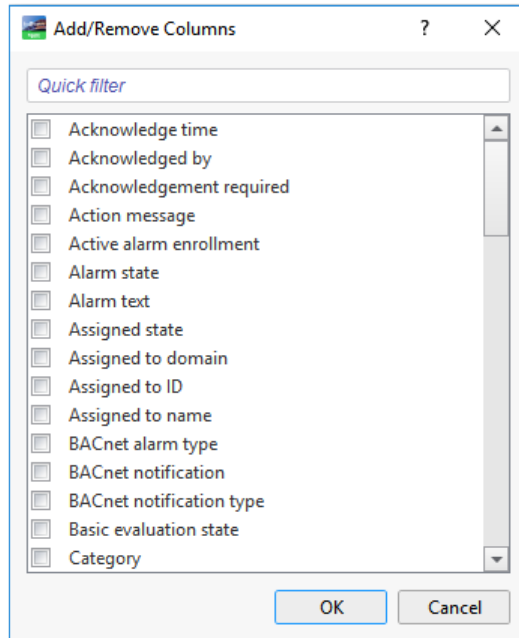 Add/Remove Columns
?
Quick filter
Acknowledge time
Acknowledged by
Acknowledgement required
Action message
Active alarm enrollment
Alarm state
Alarm text
Assigned state
Assigned to domain
Assigned to ID
Assigned to name
BACnet alarm type
BACnet notification
BACnet notification type
Basic evaluation state
Category
OK
Cancel